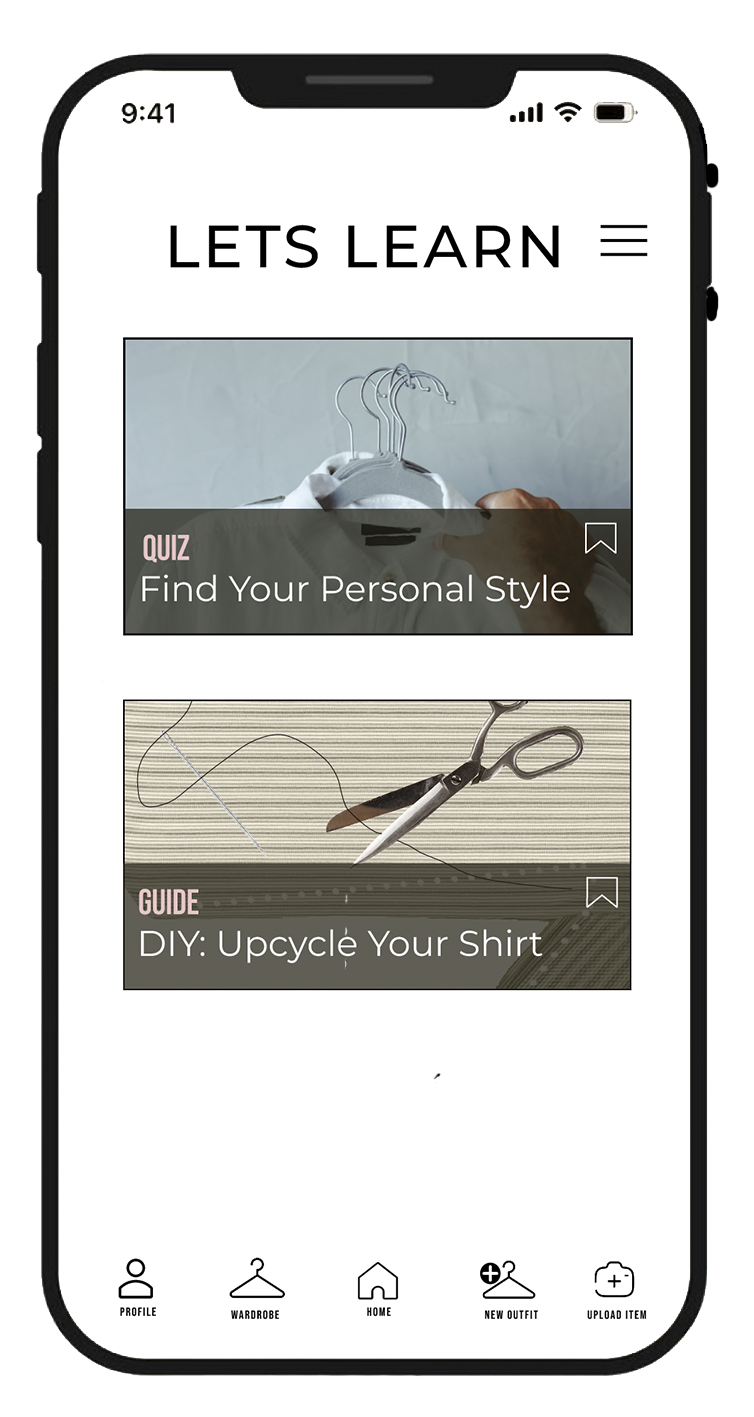 9:41
LETS LEARN
QUIZ
Find Your Personal Style
GUIDE
DIY: Upcycle Your Shirt
PROFILE
WARDROBE
HOME
NEW OUTFIT
UPLOAD ITEM